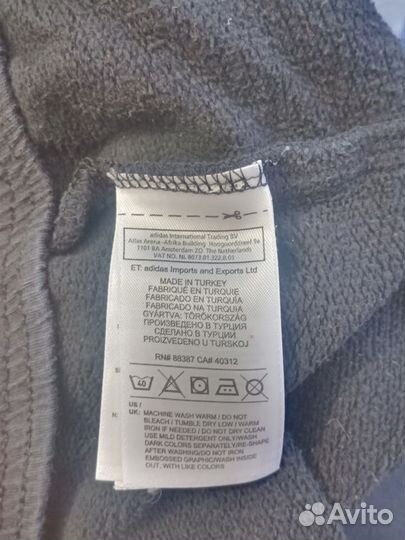 adidas International Trading BV
Atlas Arena -Afrika Building Hoogoorddreef 9a
1101 BA Amsterdam ZO The Netherlands
VAT NO. NL 8073.01.322.B.01
ET: adidas Imports and Exports Ltd
MADE IN TURKEY
FABRIQUÉ EN TURQUIE
FABRICADO EN TURQUÍA
FABRICADO NA TURQUIA
GYÁRTVA: TÖRÖKORSZÁG
ПРОИЗВЕДЕНО В ТУРЦИЯ
СДЕЛАНО В ТУРЦИИ
PROIZVEDENO U TURSKOJ
RN# 88387 CA# 40312
40
US /
UK: MACHINE WASH WARM / DO NOT
BLEACH / TUMBLE DRY LOW / WARM
IRON IF NEEDED / DO NOT DRYCLEAN
USE MILD DETERGENT ONLY/WASH
DARK COLORS SEPARATELY/RE-SHAPE
AFTER WASHING/DO NOT IRON
EMBOSSED GRAPHIC/WASH INSIDE
OUT, WITH LIKE COLORS
Avito